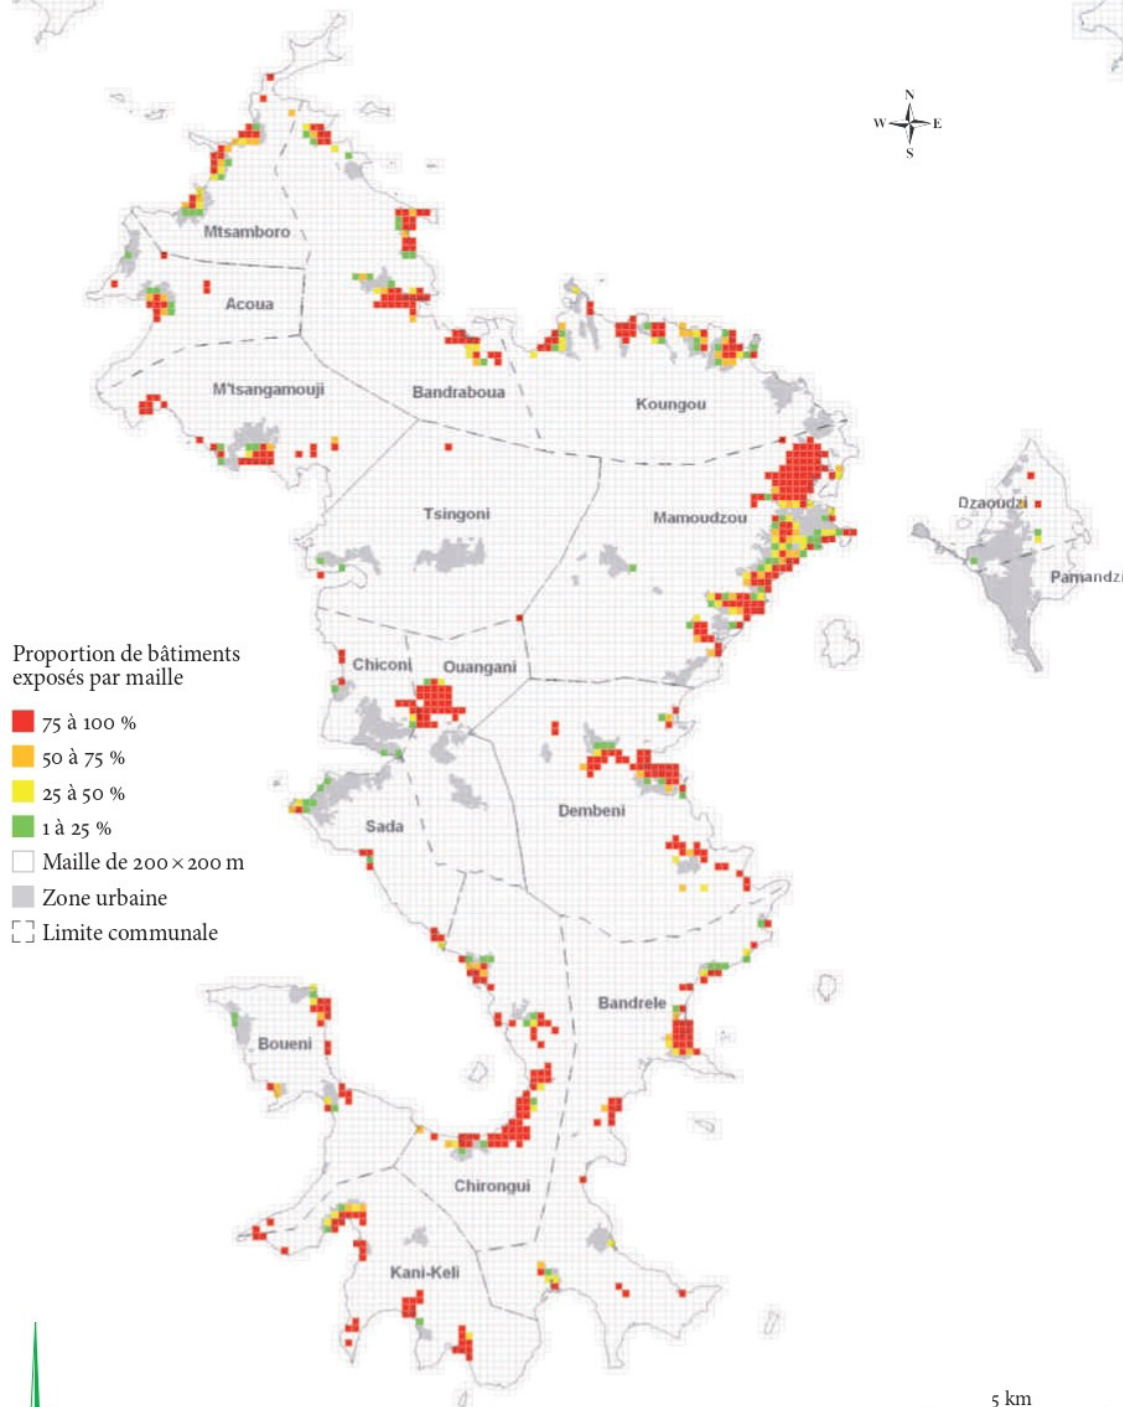 N
W E
S
Mtsamboro
Acoua
M'tsangamouji
Bandraboua
Koungou
Tsingoni
Mamoudzou
Dzaoudzi
Pamandzi
Chiconi
Ouangani
Dembeni
Sada
Bandrele
Boueni
Chirongui
Kani-Keli
Proportion de bâtiments
exposés par maille
75 à 100 %
50 à 75 %
25 à 50 %
1 à 25 %
Maille de 200 × 200 m
Zone urbaine
Limite communale
5 km